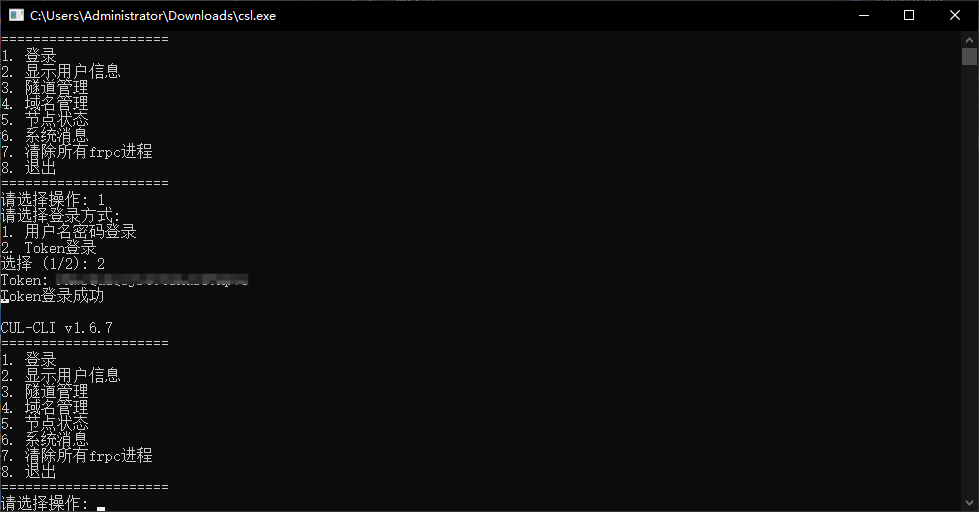 C:\Users\Administrator\Downloads\csl.exe
=====================
1. 登录
2. 显示用户信息
3. 隧道管理
4. 域名管理
5. 节点状态
6. 系统消息
7. 清除所有frpc进程
8. 退出
=====================
请选择操作: 1
请选择登录方式:
1. 用户名密码登录
2. Token登录
选择 (1/2): 2
Token:
Token登录成功
CUL-CLI v1.6.7
=====================
1. 登录
2. 显示用户信息
3. 隧道管理
4. 域名管理
5. 节点状态
6. 系统消息
7. 清除所有frpc进程
8. 退出
=====================
请选择操作: